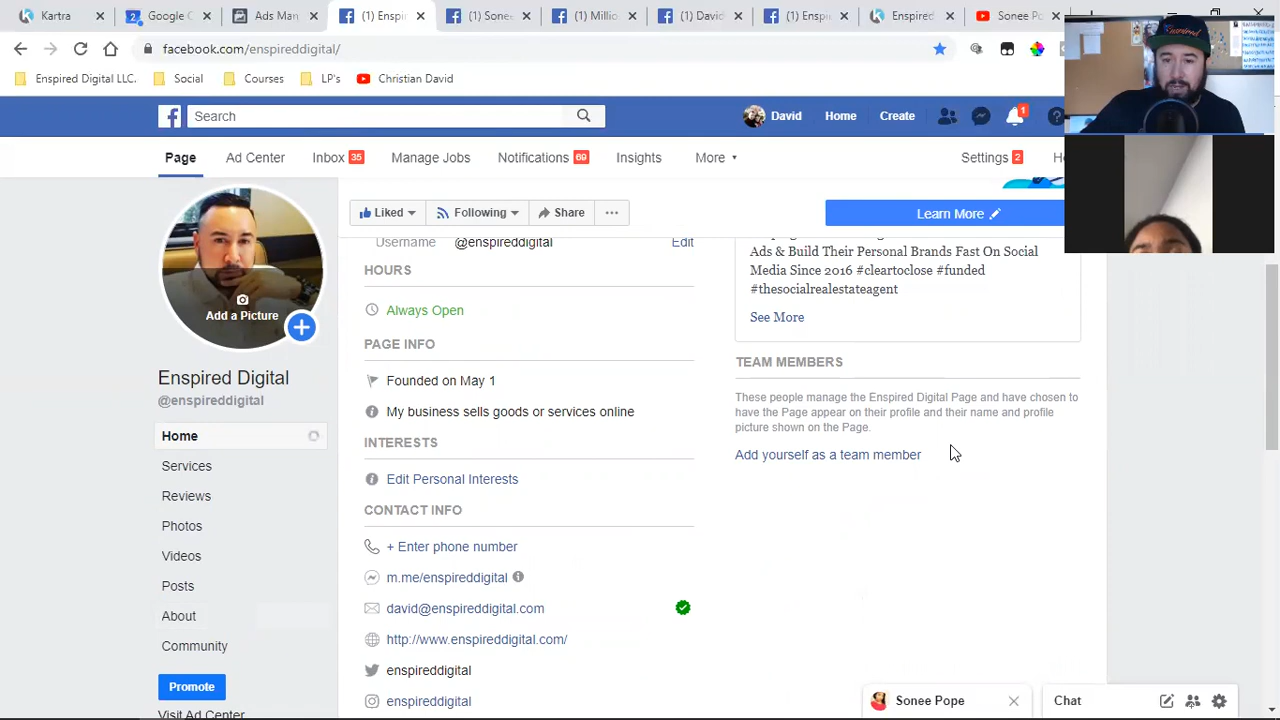 Kartra
Google C
Ads Man
(1) Enspir
(1) Sonee
(1) Millio
(1) David
(1) Enspi
Enspired
Sonee Po
facebook.com/enspireddigital/
Enspired Digital LLC.
Social
Courses
LP's
Christian David
Search
David
Home
Create
1
Page
Ad Center
Inbox 35
Manage Jobs
Notifications 69
Insights
More
Settings 2
Liked
Following
Share
Learn More
Add a Picture
Enspired Digital
@enspireddigital
Home
Services
Reviews
Photos
Videos
Posts
About
Community
Promote
Visit Ad Center
Username @enspireddigital Edit
HOURS
Always Open
PAGE INFO
Founded on May 1
My business sells goods or services online
INTERESTS
Edit Personal Interests
CONTACT INFO
+ Enter phone number
m.me/enspireddigital
david@enspireddigital.com
http://www.enspireddigital.com/
enspireddigital
enspireddigital
Ads & Build Their Personal Brands Fast On Social
Media Since 2016 #cleartoclose #funded
#thesocialrealestateagent
See More
TEAM MEMBERS
These people manage the Enspired Digital Page and have chosen to
have the Page appear on their profile and their name and profile
picture shown on the Page.
Add yourself as a team member
Sonee Pope
Chat